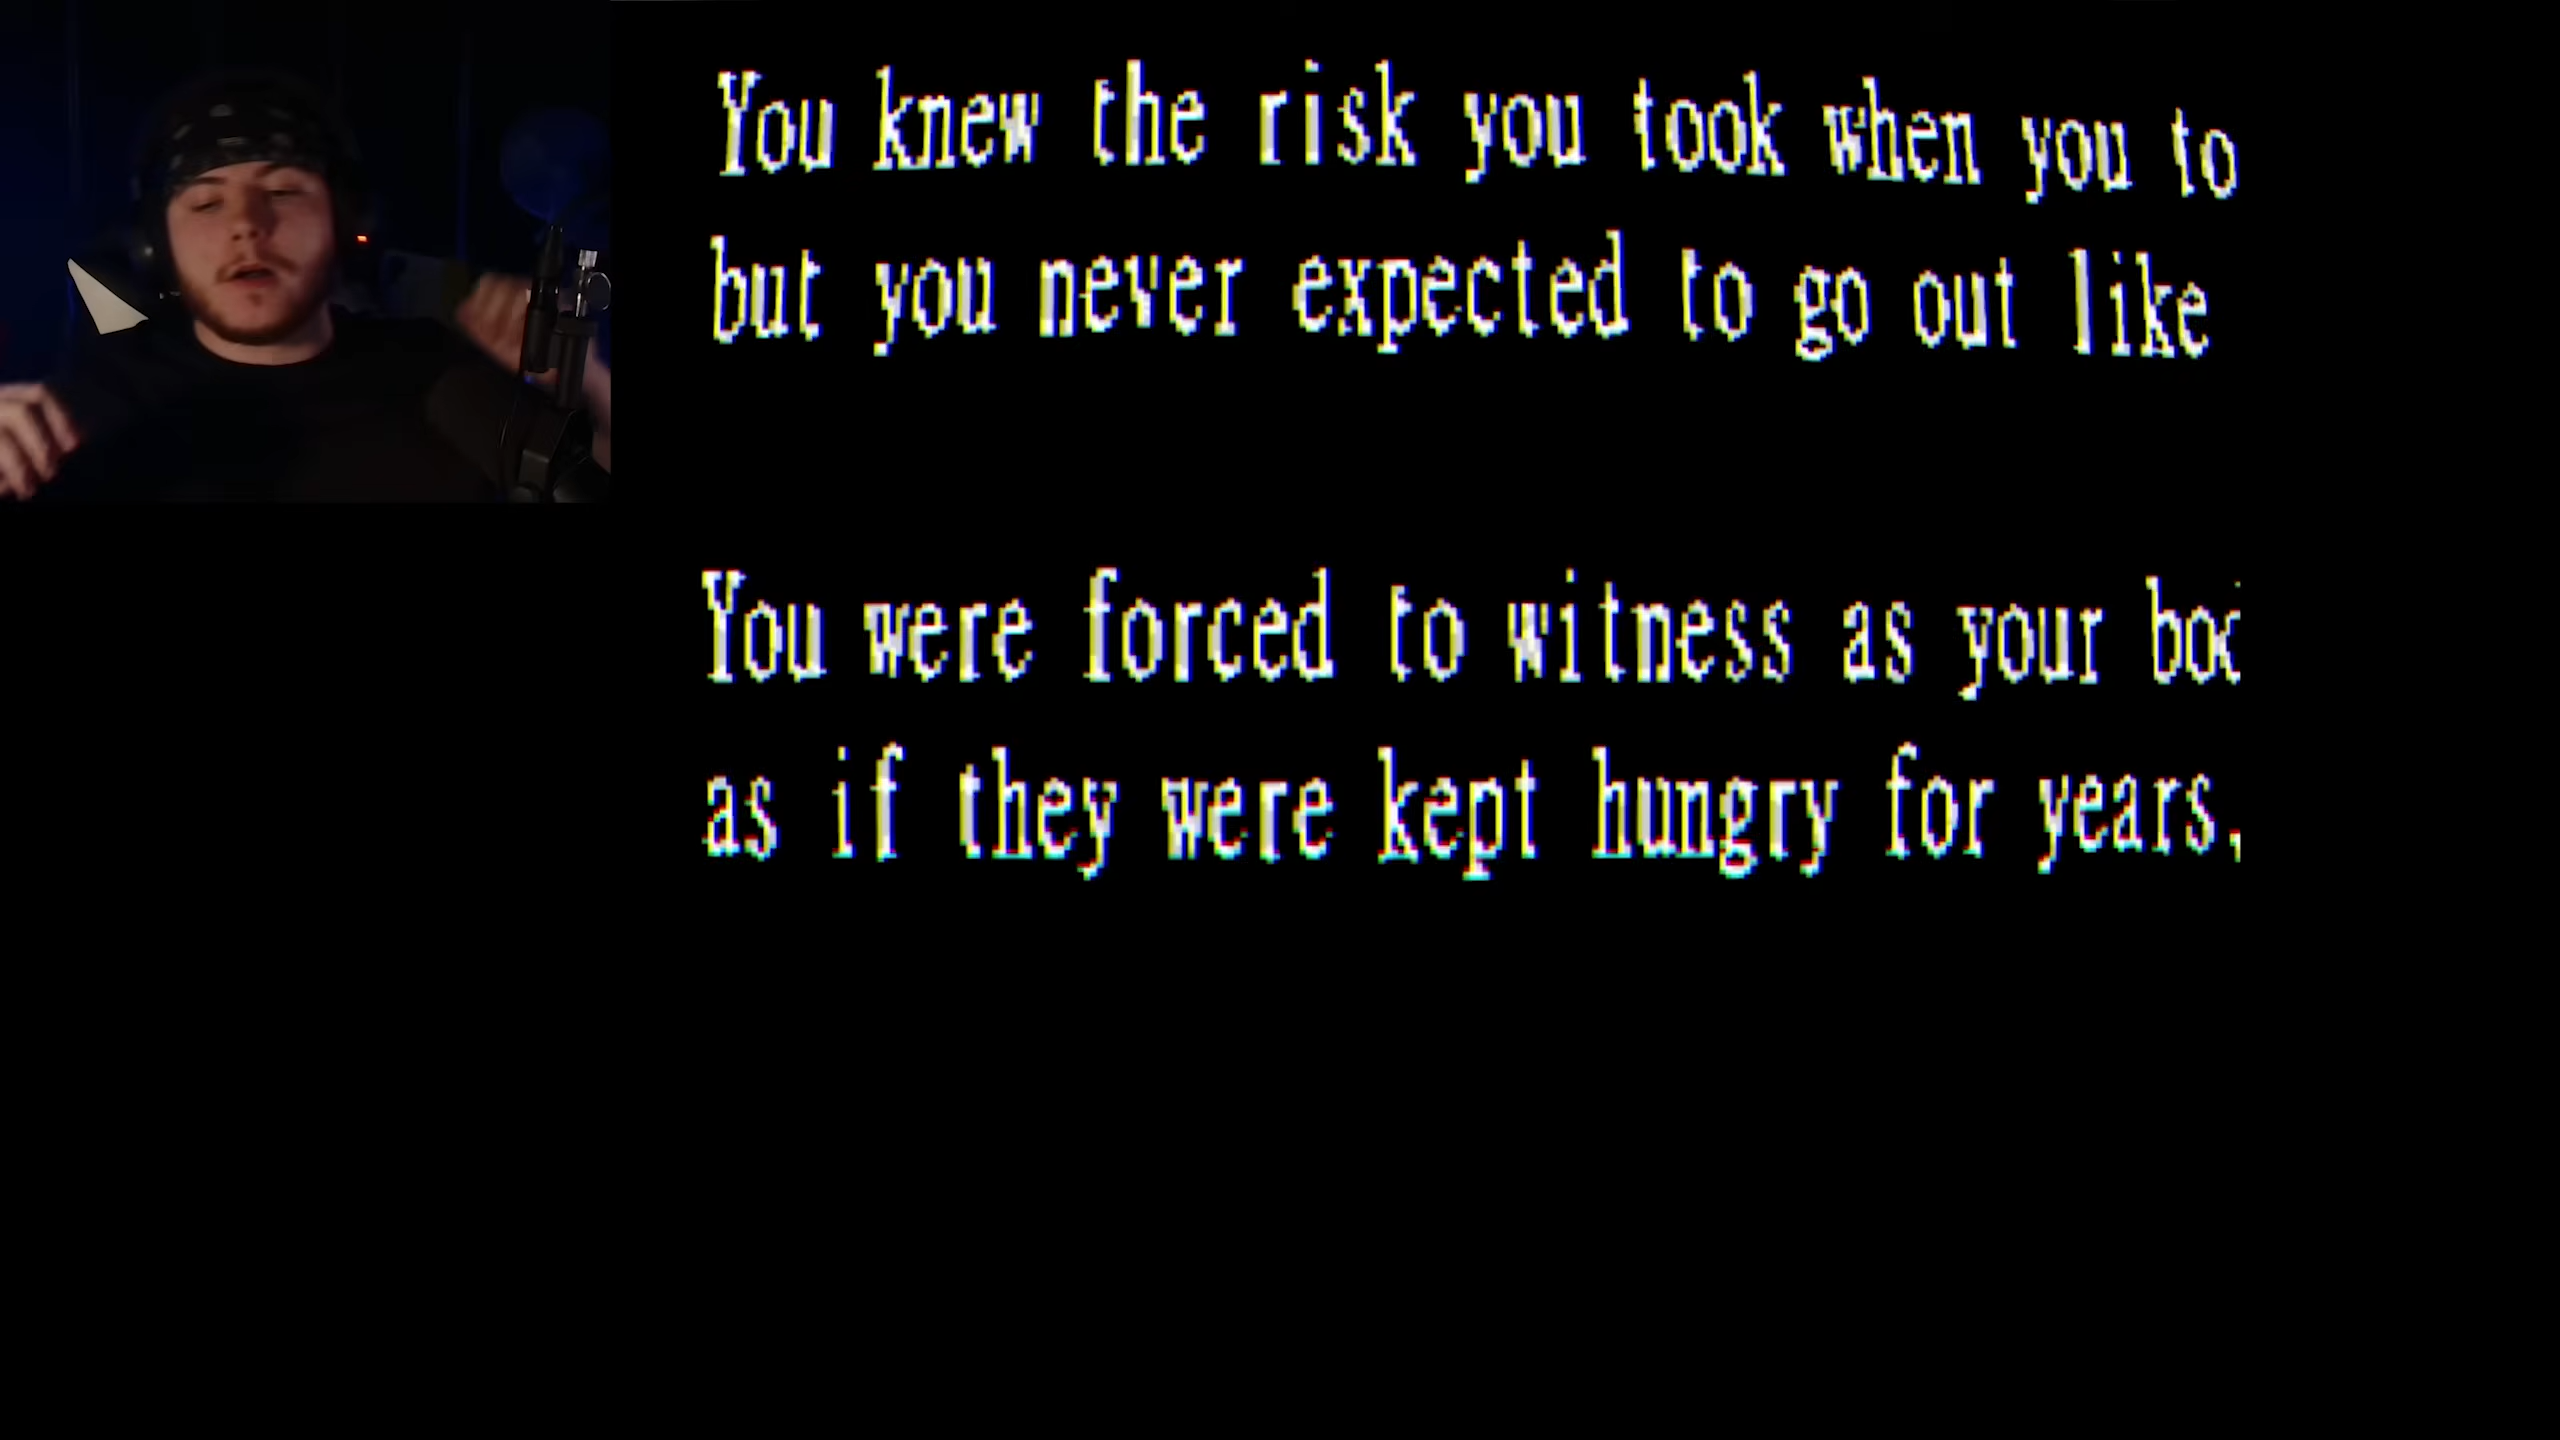 You knew the risk you took when you to
but you never expected to go out like
You were forced to witness as your
as if they were kept hungry for years,